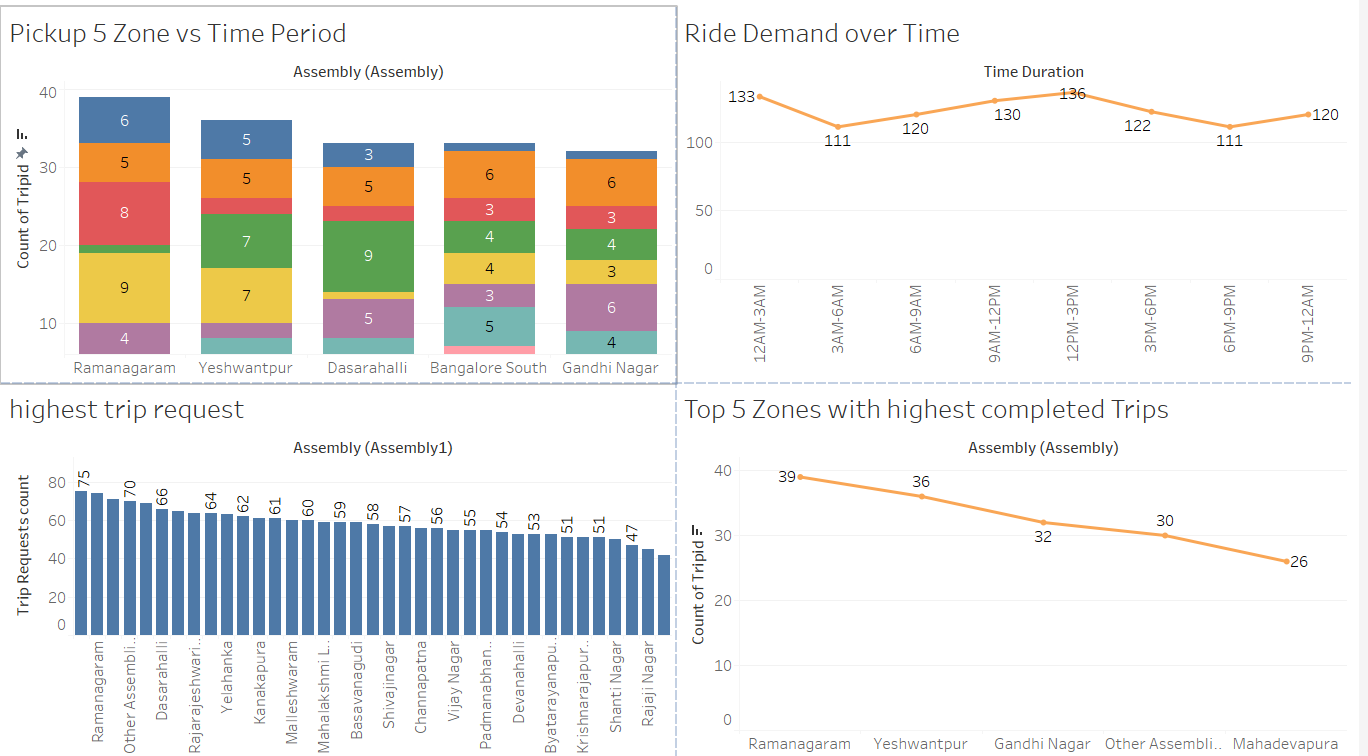 Pickup 5 Zone vs Time Period
Assembly (Assembly)
Count of Tripid
40
30
20
10
6
5
8
9
4
5
5
7
7
3
5
9
5
6
3
4
4
3
5
6
3
4
3
6
4
Ramanagaram
Yeshwantpur
Dasarahalli
Bangalore South
Gandhi Nagar
Ride Demand over Time
Time Duration
100
50
0
133
111
120
130
136
122
111
120
12AM-3AM
3AM-6AM
6AM-9AM
9AM-12PM
12PM-3PM
3PM-6PM
6PM-9PM
9PM-12AM
highest trip request
Assembly (Assembly1)
Trip Requests count
80
60
40
20
0
75
70
66
64
62
61
60
59
58
57
56
55
54
53
51
51
47
Ramanagaram
Other Assembli..
Dasarahalli
Rajarajeshwari..
Yelahanka
Kanakapura
Malleshwaram
Mahalakshmi L..
Basavanagudi
Shivajinagar
Channapatna
Vijay Nagar
Padmanabhan..
Devanahalli
Byatarayanapu..
Krishnarajapur..
Shanti Nagar
Rajaji Nagar
Top 5 Zones with highest completed Trips
Assembly (Assembly)
Count of Tripid
40
30
20
10
0
39
36
32
30
26
Ramanagaram
Yeshwantpur
Gandhi Nagar
Other Assembli..
Mahadevapura